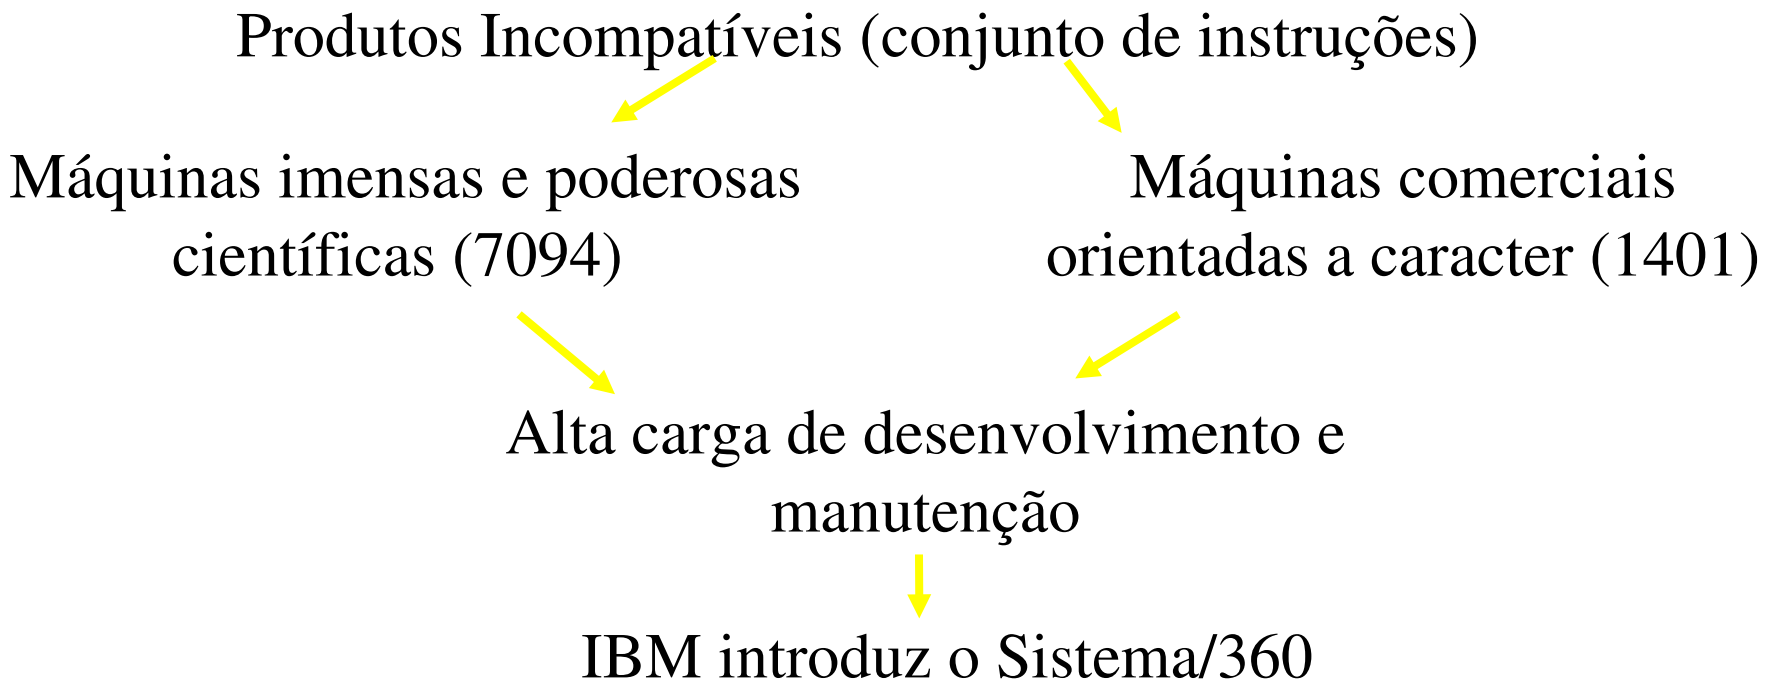 Produtos Incompatíveis (conjunto de instruções)
Máquinas imensas e poderosas
científicas (7094)
Máquinas comerciais
orientadas a caracter (1401)
Alta carga de desenvolvimento e
manutenção
IBM introduz o Sistema/360